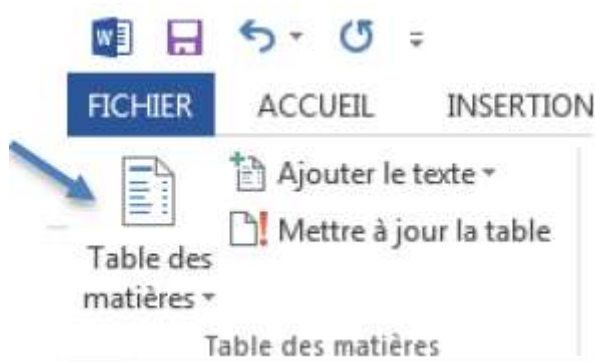 FICHIER ACCUEIL INSERTION
Ajouter le texte
Mettre à jour la table
Table des
matières
Table des matières